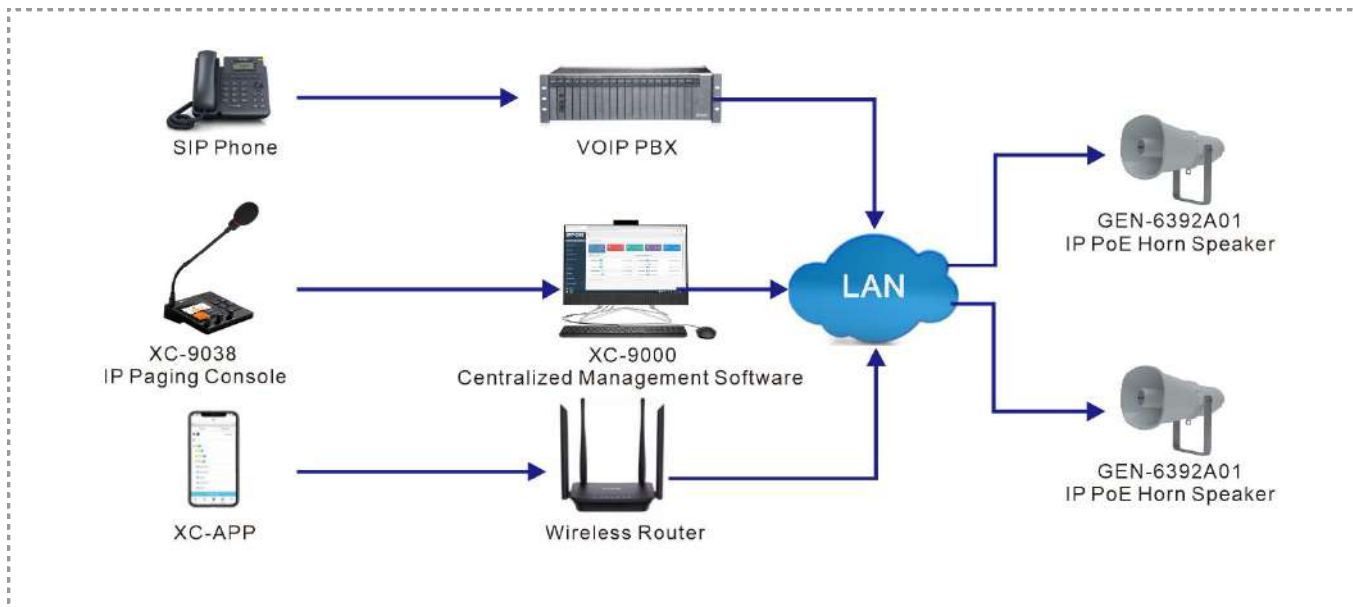 SIP Phone
VOIP PBX
GEN-6392A01
IP PoE Horn Speaker
LAN
XC-9038
IP Paging Console
XC-9000
Centralized Management Software
GEN-6392A01
IP PoE Horn Speaker
XC-APP
Wireless Router